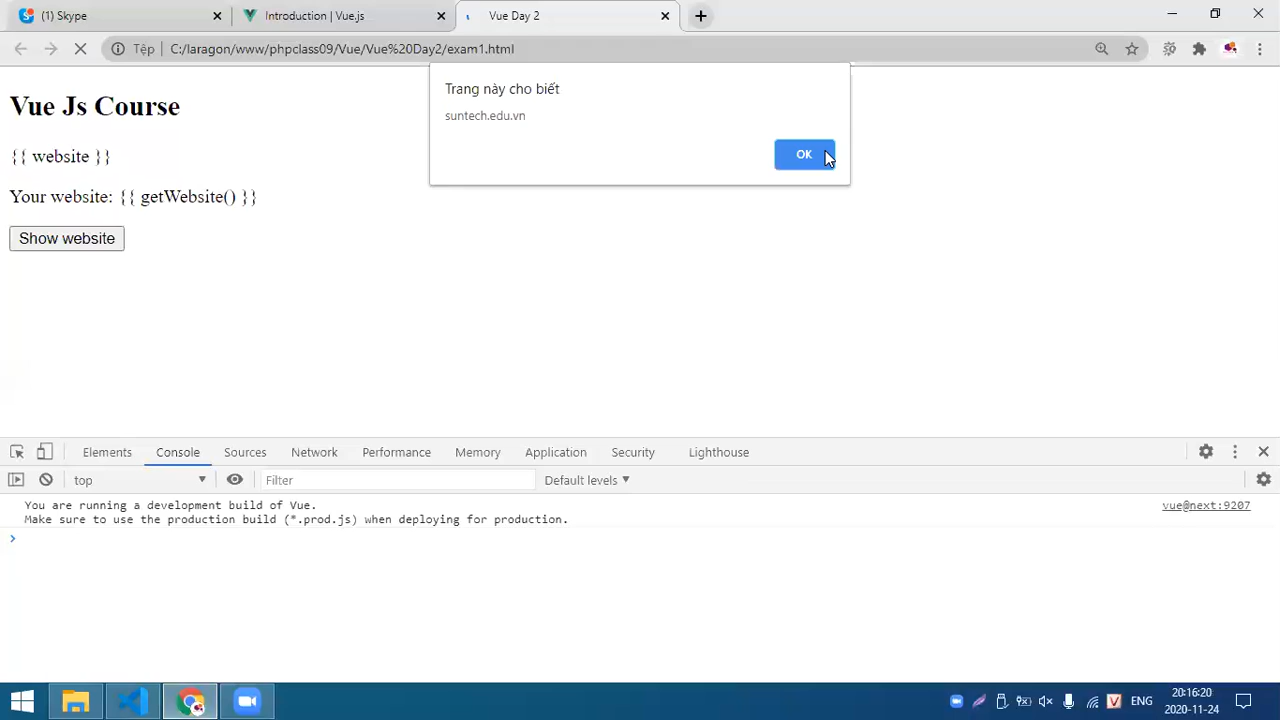 (1) Skype
Introduction | Vue.js
Vue Day 2
Tệp
C:/laragon/www/phpclass09/Vue/Vue%20Day2/exam1.html
Trang này cho biết
suntech.edu.vn
OK
Vue Js Course
{{ website }}
Your website: {{ getWebsite() }}
Show website
Elements
Console
Sources
Network
Performance
Memory
Application
Security
Lighthouse
top
Filter
Default levels
You are running a development build of Vue.
Make sure to use the production build (*.prod.js) when deploying for production.
vue@next:9207
V
ENG
20:16:20
2020-11-24